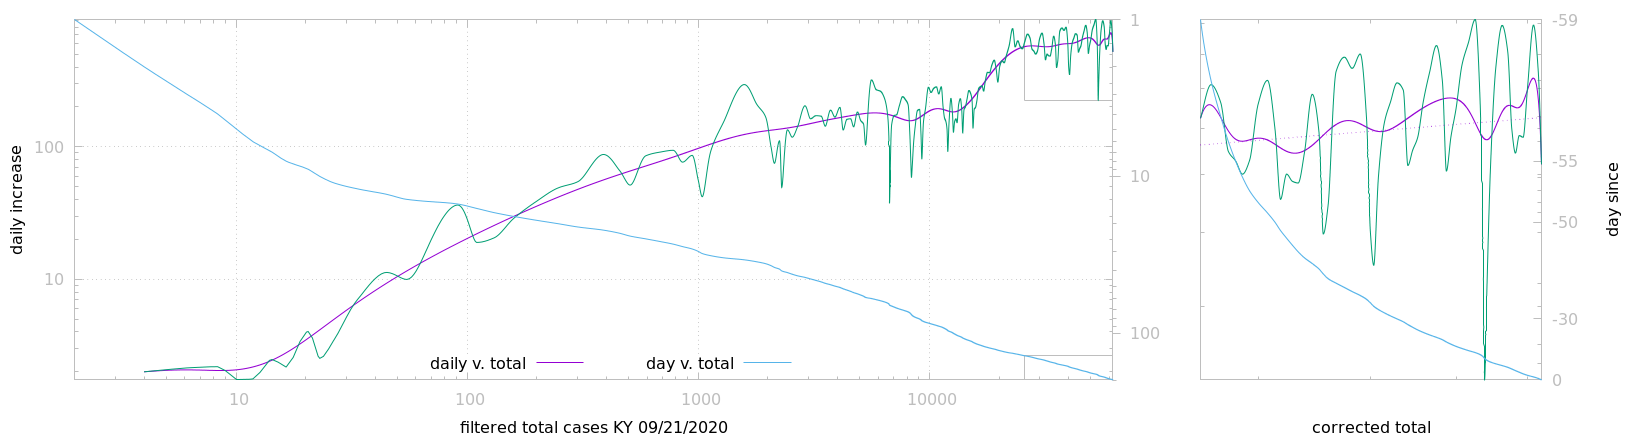 1
-59
100
10
-55
daily increase
-50
day since
10
-30
100
daily v. total
day v. total
0
10
100
1000
10000
filtered total cases KY 09/21/2020
corrected total